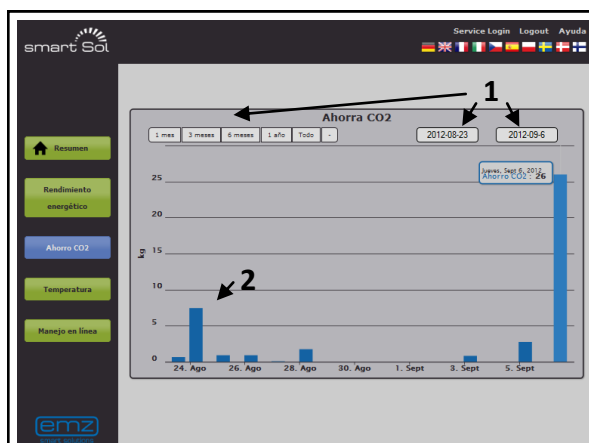 Service Login Logout Ayuda
smart Sol
1
Ahorra CO2
1 mes 3 meses 6 meses 1 año Todo -
2012-08-23 2012-09-6
Resumen
Jueves, Sept 6, 2012
Ahorro CO2 : 26
25
Rendimiento
energético
20
kg
15
Ahorro CO2
2
10
Temperatura
5
Manejo en línea
0
24. Ago 26. Ago 28. Ago 30. Ago 1. Sept 3. Sept 5. Sept
emz
smart solutions